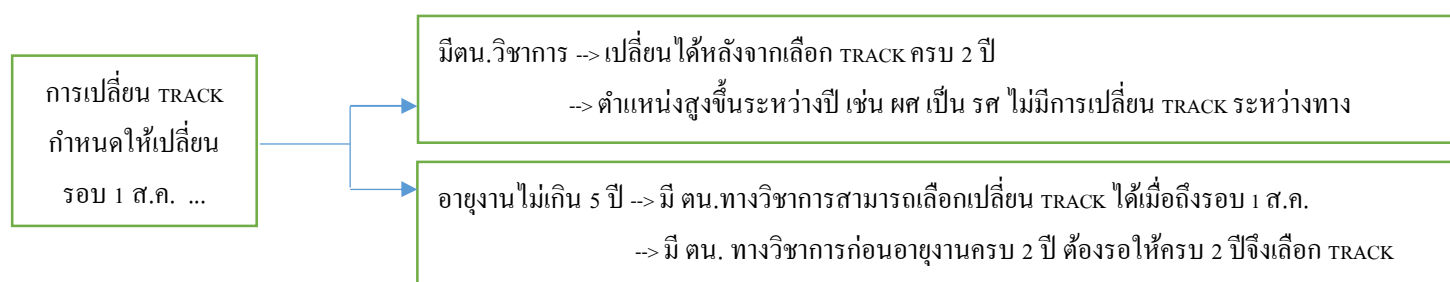 การเปลี่ยน TRACK
กำหนดให้เปลี่ยน
รอบ 1 ส.ค. ...
มีตน.วิชาการ --> เปลี่ยนได้หลังจากเลือก TRACK ครบ 2 ปี
--> ตำแหน่งสูงขึ้นระหว่างปี เช่น ผศ เป็น รศ ไม่มีการเปลี่ยน TRACK ระหว่างทาง
อายุงานไม่เกิน 5 ปี --> มี ตน.ทางวิชาการสามารถเลือกเปลี่ยน TRACK ได้เมื่อถึงรอบ 1 ส.ค.
--> มี ตน. ทางวิชาการก่อนอายุงานครบ 2 ปี ต้องรอให้ครบ 2 ปีจึงเลือก TRACK